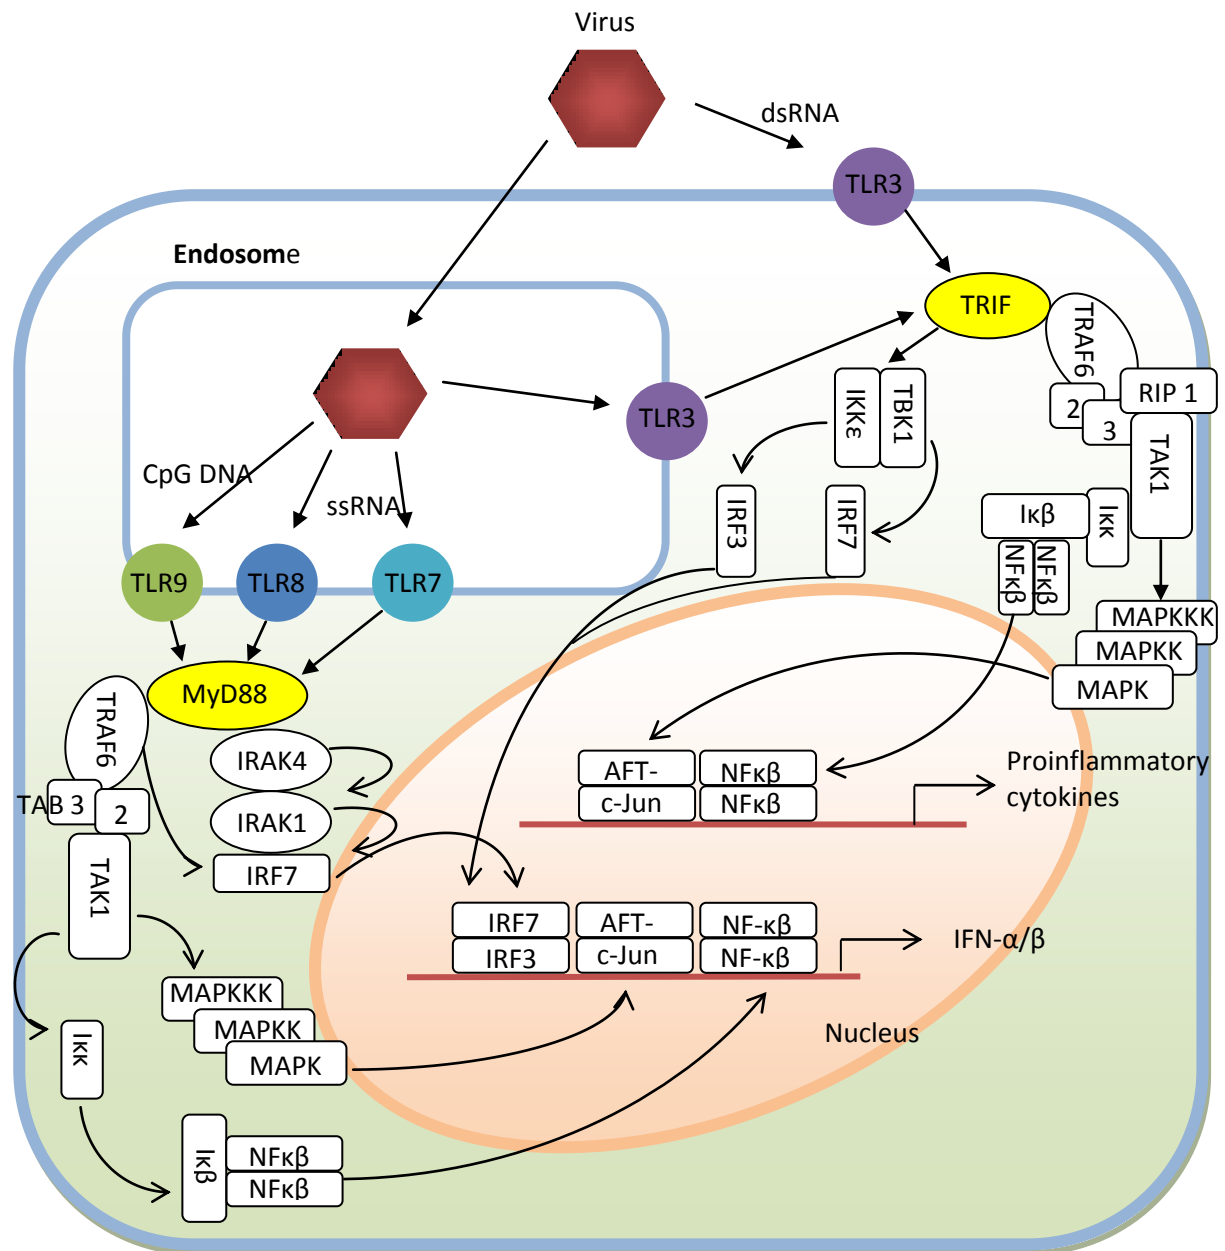 Virus
dsRNA
TLR3
Endosome
TRIF
TRAF6
RIP 1
2
3
TAK1
IKKε
TBK1
TLR3
CpG DNA
ssRNA
IRF3
IRF7
Iκβ
Iκκ
NFκβ
NFκβ
TLR9
TLR8
TLR7
MAPKKK
MAPKK
MAPK
MyD88
TRAF6
IRAK4
TAB 3
2
IRAK1
IRF7
TAK1
AFT-
c-Jun
NFκβ
NFκβ
Proinflammatory
cytokines
IRF7
IRF3
AFT-
c-Jun
NF-κβ
NF-κβ
IFN-α/β
Nucleus
MAPKKK
MAPKK
MAPK
Iκκ
Iκβ
NFκβ
NFκβ